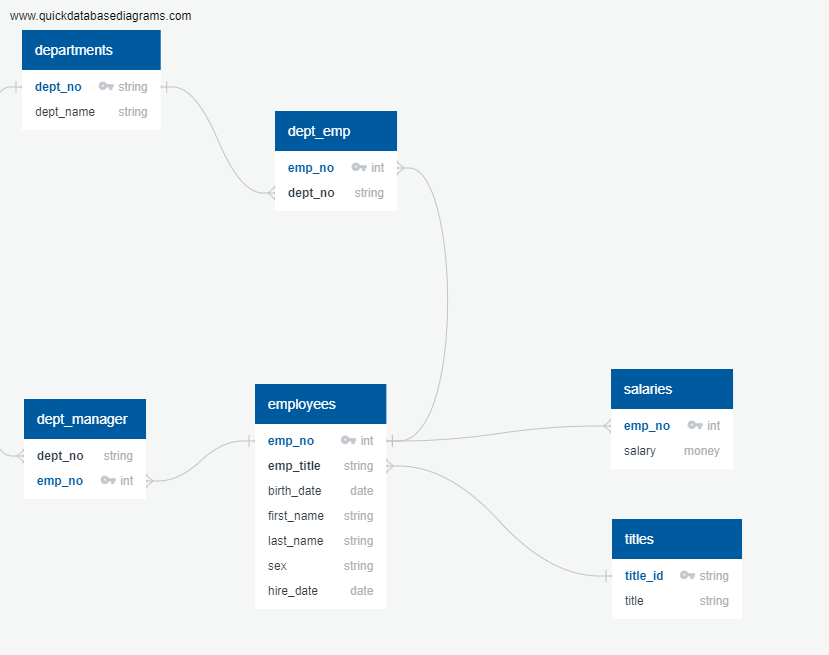 www.quickdatabasediagrams.com
departments
dept_no string
dept_name string
dept_emp
emp_no int
dept_no string
dept_manager
dept_no string
emp_no int
employees
emp_no int
emp_title string
birth_date date
first_name string
last_name string
sex string
hire_date date
salaries
emp_no int
salary money
titles
title_id string
title string